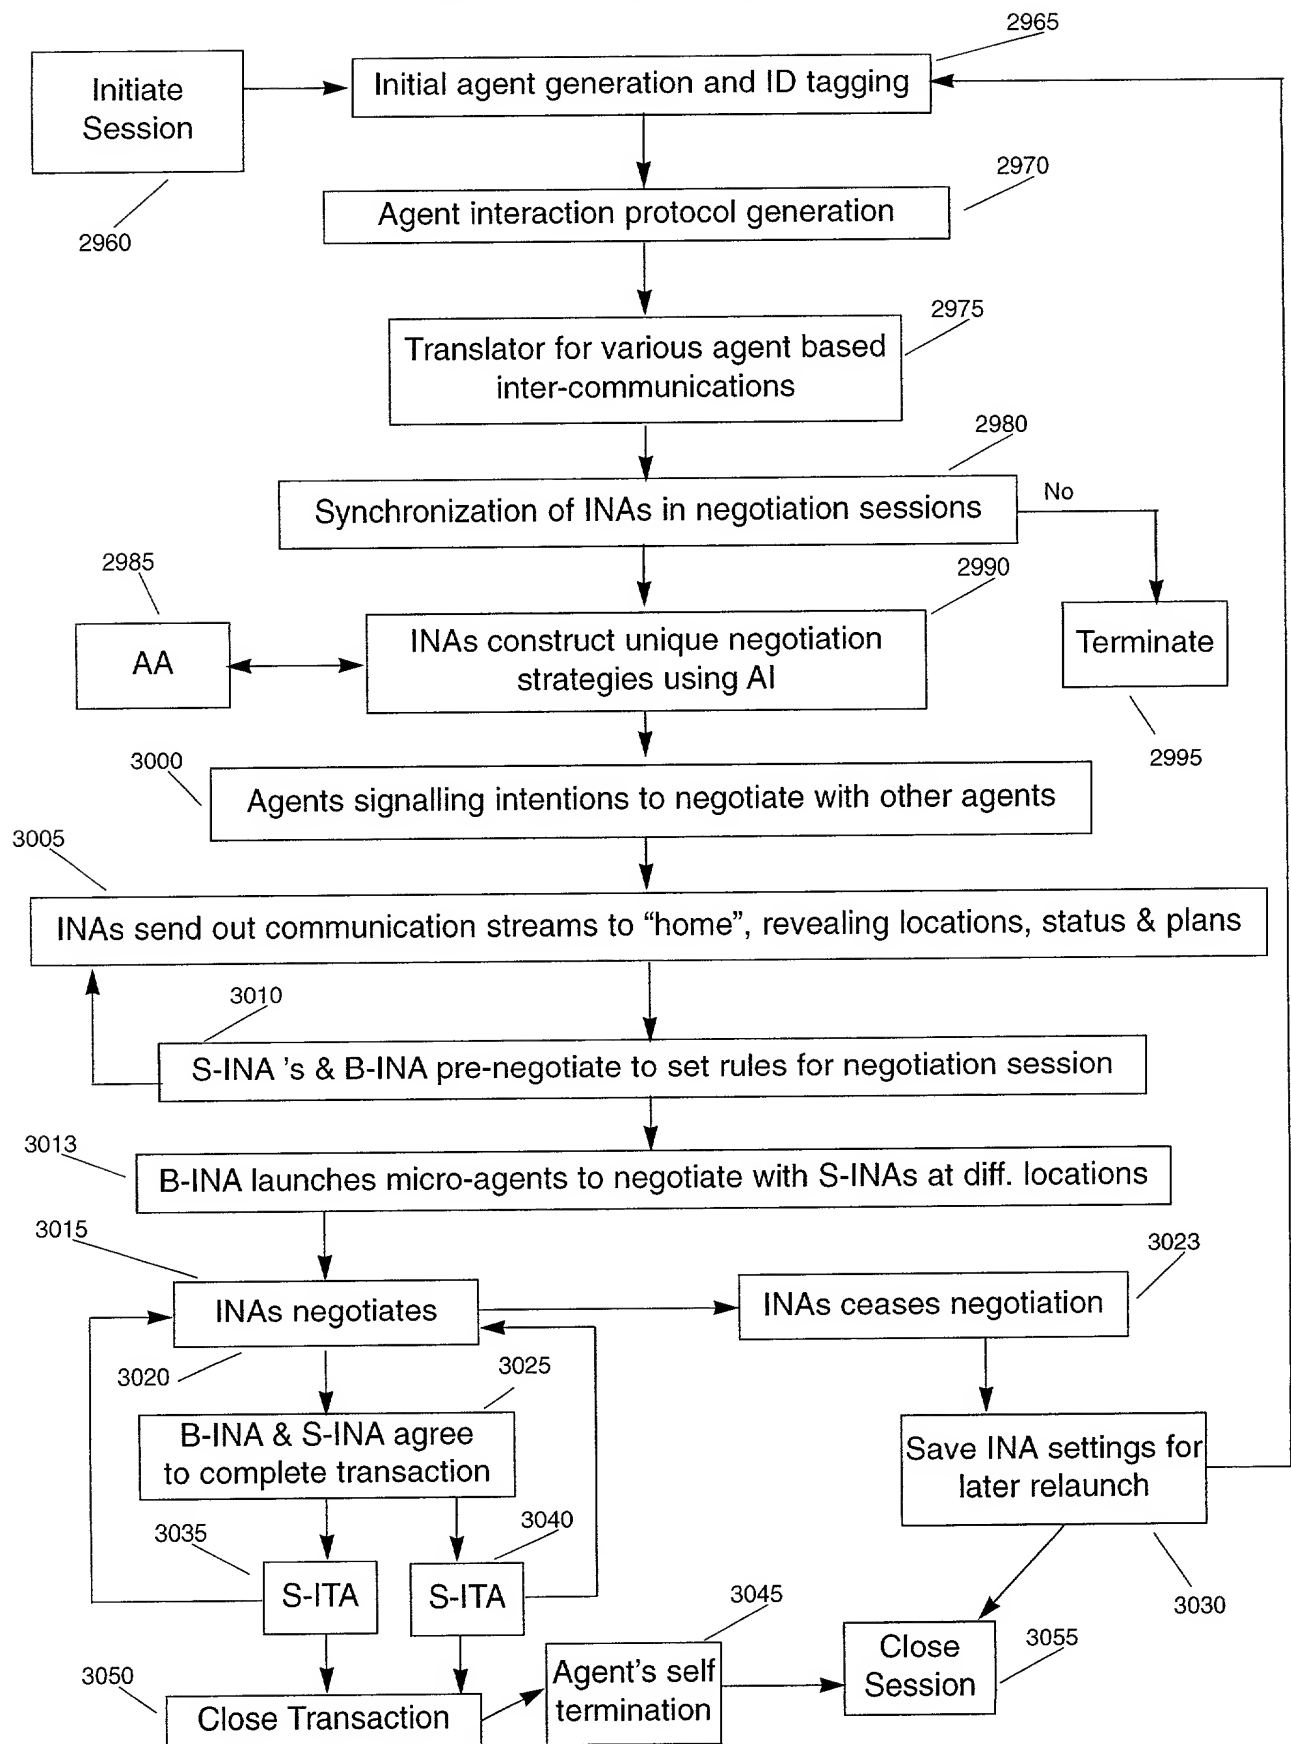 2965
Initiate
Session
Initial agent generation and ID tagging
2970
2960
Agent interaction protocol generation
2975
Translator for various agent based
inter-communications
2980
No
Synchronization of INAs in negotiation sessions
2985
2990
AA
INAs construct unique negotiation
strategies using AI
Terminate
2995
3000
Agents signalling intentions to negotiate with other agents
3005
INAs send out communication streams to “home”, revealing locations, status & plans
3010
S-INA 's & B-INA pre-negotiate to set rules for negotiation session
3013
B-INA launches micro-agents to negotiate with S-INAs at diff. locations
3015
3023
INAs negotiates
INAs ceases negotiation
3020
3025
B-INA & S-INA agree
to complete transaction
Save INA settings for
later relaunch
3035
3040
S-ITA
S-ITA
3030
3045
3050
Close Transaction
Agent's self
termination
Close
Session
3055